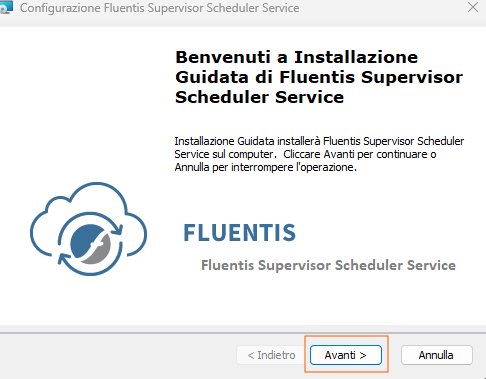 Configurazione Fluentis Supervisor Scheduler Service
Benvenuti a Installazione
Guidata di Fluentis Supervisor
Scheduler Service
Installazione Guidata installerà Fluentis Supervisor Scheduler
Service sul computer. Cliccare Avanti per continuare o
Annulla per interrompere l'operazione.
FLUENTIS
Fluentis Supervisor Scheduler Service
< Indietro
Avanti >
Annulla